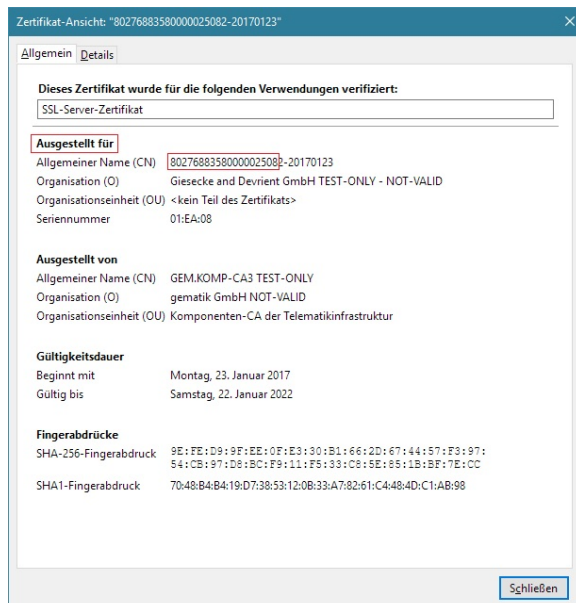 Zertifikat-Ansicht: "80276883580000025082-20170123"
Allgemein Details
Dieses Zertifikat wurde für die folgenden Verwendungen verifiziert:
SSL-Server-Zertifikat
Ausgestellt für
Allgemeiner Name (CN) 80276883580000025082-20170123
Organisation (O) Giesecke and Devrient GmbH TEST-ONLY - NOT-VALID
Organisationseinheit (OU) <kein Teil des Zertifikats>
Seriennummer 01:EA:08
Ausgestellt von
Allgemeiner Name (CN) GEM.KOMP-CA3 TEST-ONLY
Organisation (O) gematik GmbH NOT-VALID
Organisationseinheit (OU) Komponenten-CA der Telematikinfrastruktur
Gültigkeitsdauer
Beginnt mit Montag, 23. Januar 2017
Gültig bis Samstag, 22. Januar 2022
Fingerabdrücke
SHA-256-Fingerabdruck 9E:FE:D9:9F:EE:0F:E3:30:B1:66:2D:67:44:57:F3:97:
54:CB:97:D8:BC:F9:11:F5:33:C8:5E:85:1B:BF:7E:CC
SHA1-Fingerabdruck 70:48:B4:B4:19:D7:38:53:12:0B:33:A7:82:61:C4:48:4D:C1:AB:98
Schließen